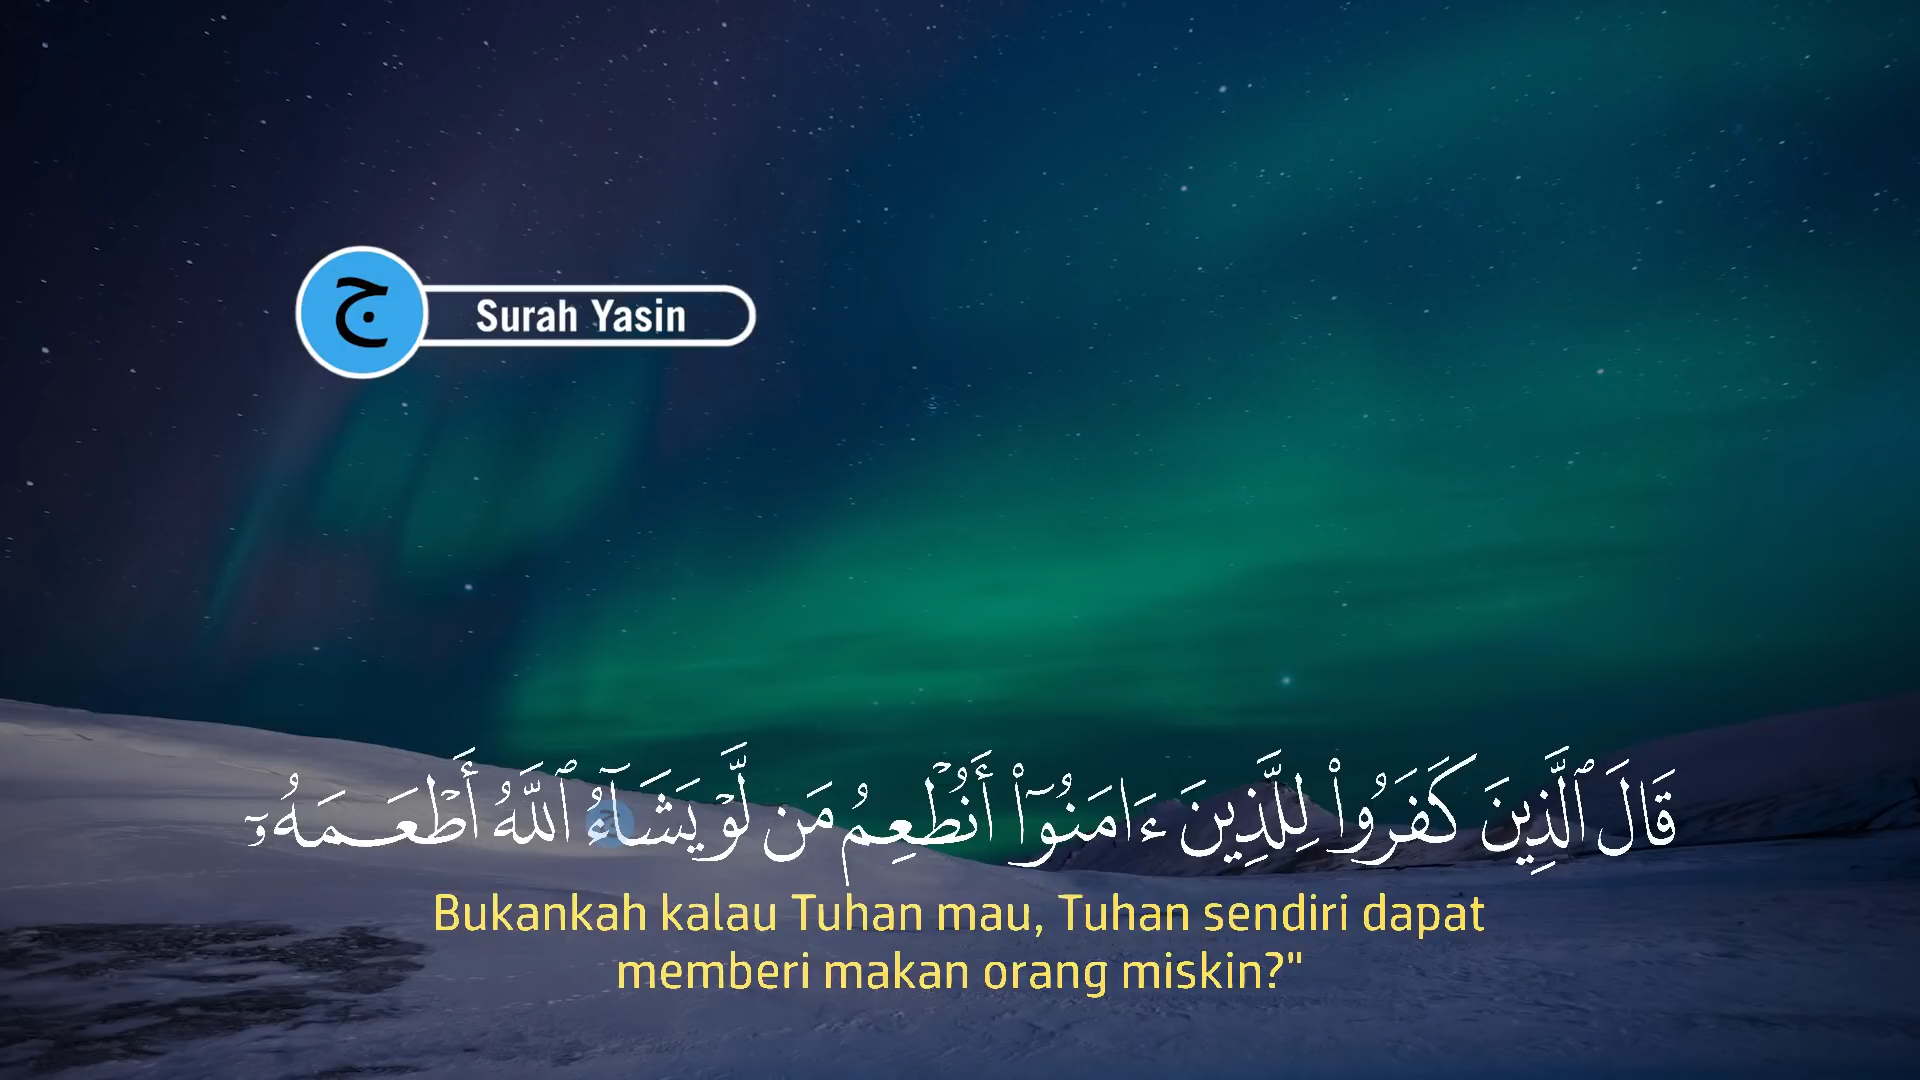 ج
Surah Yasin
قَالَ ٱلَّذِينَ كَفَرُوا۟ لِلَّذِينَ ءَامَنُوٓا۟ أَنُطْعِمُ مَن لَّوْ يَشَآءُ ٱللَّهُ أَطْعَمَهُۥٓ
Bukankah kalau Tuhan mau, Tuhan sendiri dapat
memberi makan orang miskin?"